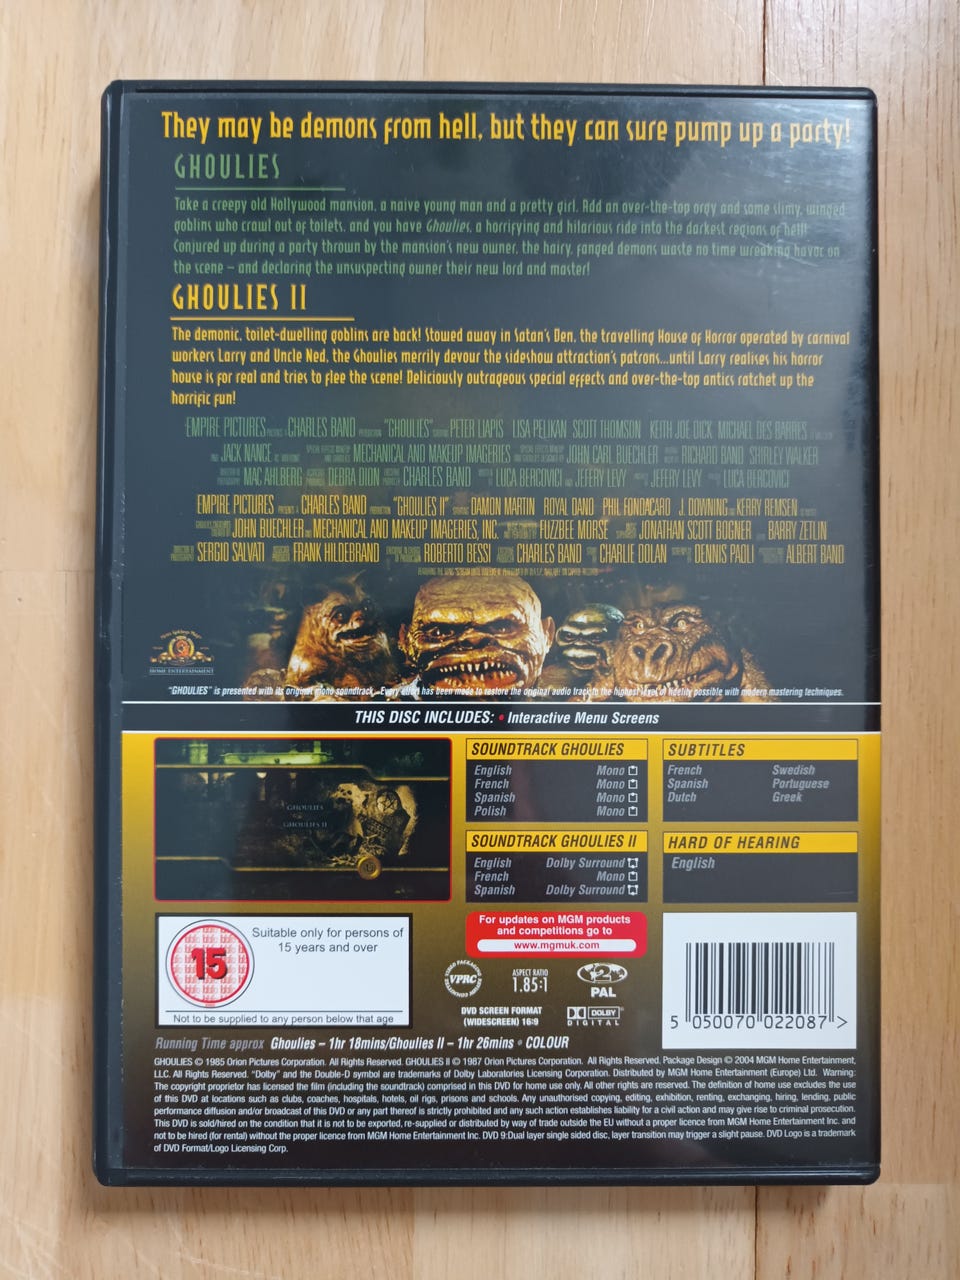 They may be demons from hell, but they can sure pump up a party!
GHOULIES
Take a creepy old Hollywood mansion, a naive young man and a pretty girl. Add an over-the-top orgy and some slimy, winged
goblins who crawl out of toilets, and you have Ghoulies, a horrifying and hilarious ride into the darkest regions of hell!
Conjured up during a party thrown by the mansion's new owner, the hairy, fanged demons waste no time wreaking havoc on
the scene – and declaring the unsuspecting owner their new lord and master!
GHOULIES II
The demonic, toilet-dwelling goblins are back! Stowed away in Satan's Den, the travelling House of Horror operated by carnival
workers Larry and Uncle Ned, the Ghoulies merrily devour the sideshow attraction's patrons...until Larry realises his horror
house is for real and tries to flee the scene! Deliciously outrageous special effects and over-the-top antics ratchet up the
horrific fun!
EMPIRE PICTURES CHARLES BAND "GHOULIES" PETER LIAPIS LISA PELIKAN SCOTT THOMSON KEITH JOE DICK MICHAEL DES BARRES
JACK NANCE MECHANICAL AND MAKEUP IMAGERIES JOHN CARL BUECHLER RICHARD BAND SHIRLEY WALKER
MAC AHLBERG DEBRA DION CHARLES BAND LUCA BERCOVICI JEFERY LEVY JEFERY LEVY LUCA BERCOVICI
EMPIRE PICTURES CHARLES BAND PRODUCTION "GHOULIES II" STARRING DAMON MARTIN ROYAL DANO PHIL FONDACARO J. DOWNING AND KERRY REMSEN
JOHN BUECHLER MECHANICAL AND MAKEUP IMAGERIES, INC. FUZZBEE MORSE JONATHAN SCOTT BOGNER BARRY ZETLIN
SERGIO SALVATI FRANK HILDEBRAND ROBERTO BESSI CHARLES BAND CHARLIE DOLAN DENNIS PAOLI ALBERT BAND
MGM
HOME ENTERTAINMENT
"GHOULIES" is presented with its original mono soundtrack. Every effort has been made to restore the original audio track to the highest level of fidelity possible with modern mastering techniques.
THIS DISC INCLUDES: • Interactive Menu Screens
GHOULIES
GHOULIES II
SOUNDTRACK GHOULIES
English Mono
French Mono
Spanish Mono
Polish Mono
SUBTITLES
French Swedish
Spanish Portuguese
Dutch Greek
SOUNDTRACK GHOULIES II
English Dolby Surround
French Mono
Spanish Dolby Surround
HARD OF HEARING
English
15
Suitable only for persons of
15 years and over
Not to be supplied to any person below that age
For updates on MGM products
and competitions go to
www.mgmuk.com
VPRC
ASPECT RATIO
1.85:1
2
PAL
DVD SCREEN FORMAT
(WIDESCREEN) 16:9
DOLBY
DIGITAL
5 050070 022087 >
Running Time approx Ghoulies – 1hr 18mins/Ghoulies II – 1hr 26mins • COLOUR
GHOULIES © 1985 Orion Pictures Corporation. All Rights Reserved. GHOULIES II © 1987 Orion Pictures Corporation. All Rights Reserved. Package Design © 2004 MGM Home Entertainment,
LLC. All Rights Reserved. "Dolby" and the Double-D symbol are trademarks of Dolby Laboratories Licensing Corporation. Distributed by MGM Home Entertainment (Europe) Ltd. Warning:
The copyright proprietor has licensed the film (including the soundtrack) comprised in this DVD for home use only. All other rights are reserved. The definition of home use excludes the use
of this DVD at locations such as clubs, coaches, hospitals, hotels, oil rigs, prisons and schools. Any unauthorised copying, editing, exhibition, renting, exchanging, hiring, lending, public
performance diffusion and/or broadcast of this DVD or any part thereof is strictly prohibited and any such action establishes liability for a civil action and may give rise to criminal prosecution.
This DVD is sold/hired on the condition that it is not to be exported, re-supplied or distributed by way of trade outside the EU without a proper licence from MGM Home Entertainment Inc. and
not to be hired (for rental) without the proper licence from MGM Home Entertainment Inc. DVD 9:Dual layer single sided disc, layer transition may trigger a slight pause. DVD Logo is a trademark
of DVD Format/Logo Licensing Corp.